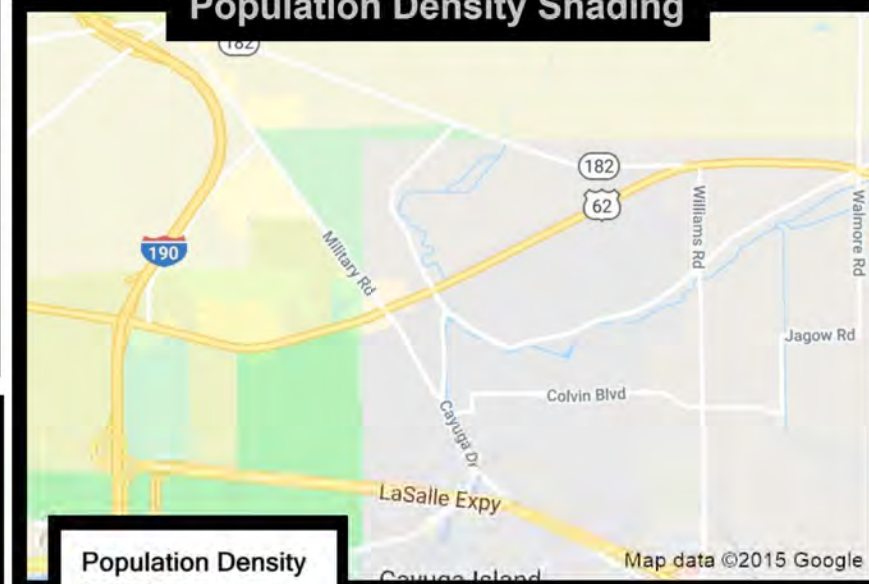 Population Density Shading
182
182
62
Williams Rd
Walmore Rd
Military Rd
190
Jagow Rd
Colvin Blvd
Cayuga Dr
LaSalle Expy
Population Density
Cayuga Island
Map data ©2015 Google